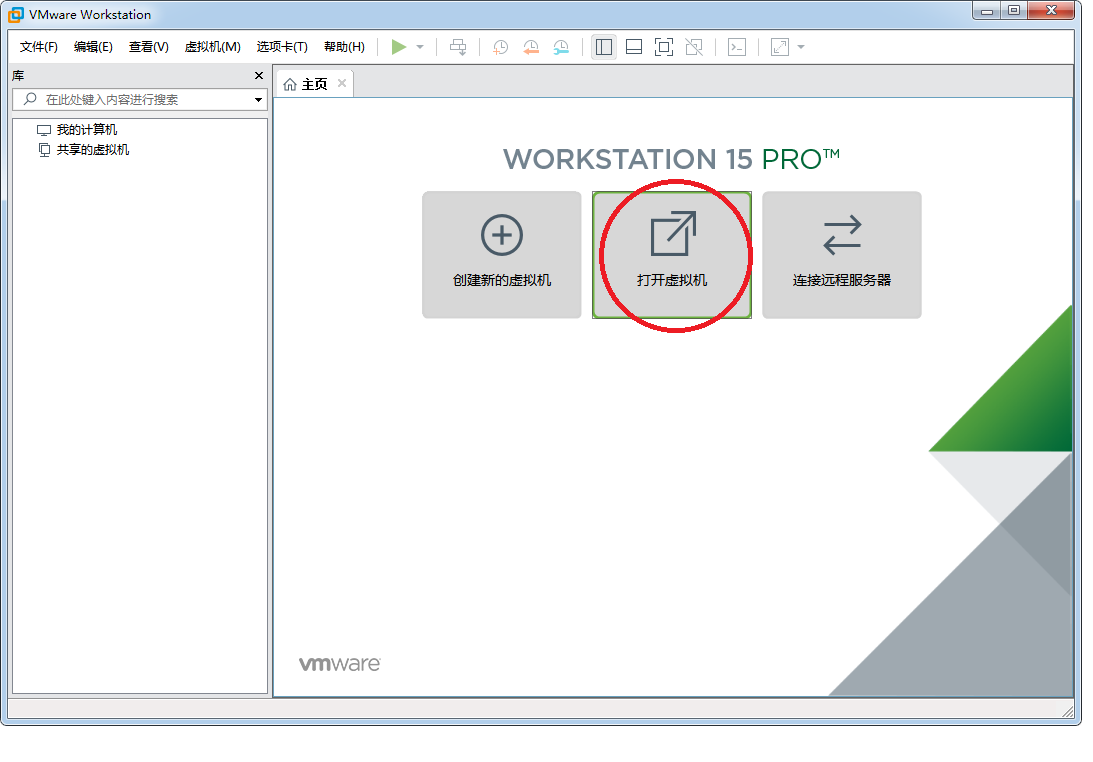 VMware Workstation
文件(F) 编辑(E) 查看(V) 虚拟机(M) 选项卡(T) 帮助(H)
库
主页
在此处键入内容进行搜索
我的计算机
共享的虚拟机
WORKSTATION 15 PRO™
创建新的虚拟机
打开虚拟机
连接远程服务器
vmware